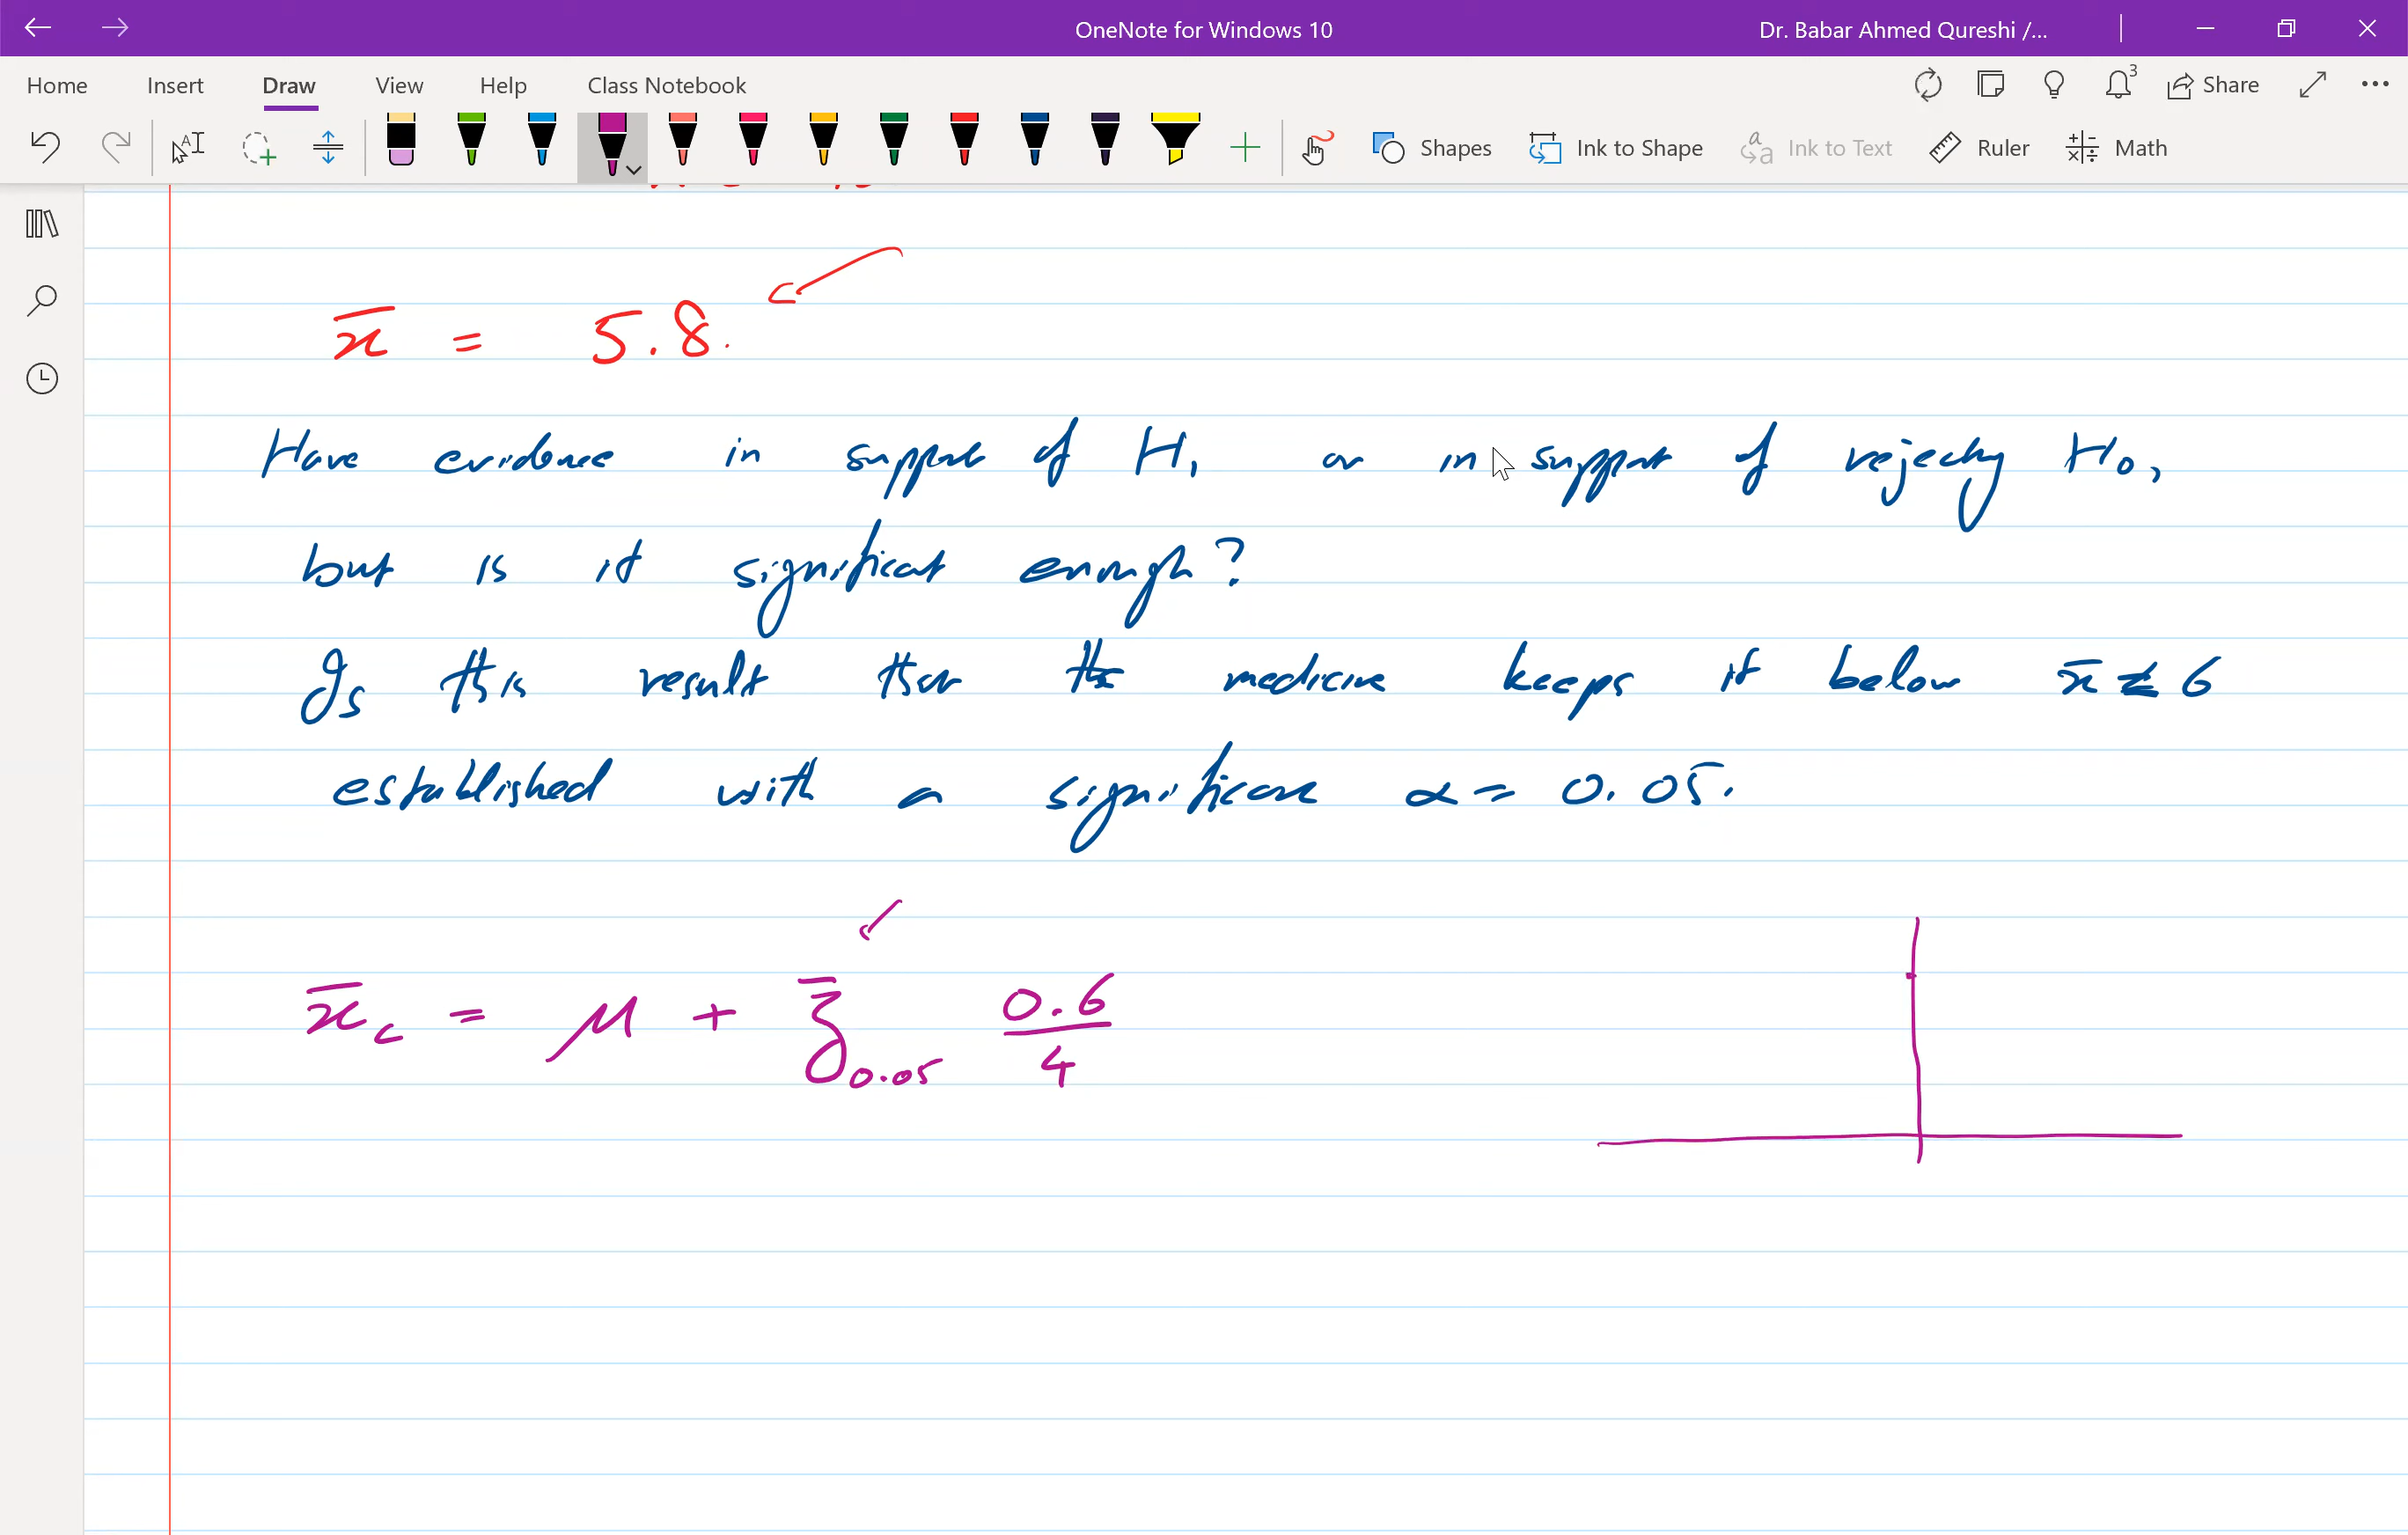 OneNote for Windows 10
Dr. Babar Ahmed Qureshi /...
Home Insert Draw View Help Class Notebook
3 Share
Shapes Ink to Shape Ink to Text Ruler Math
x̄ = 5.8.
Have evidence in support of H₁ or in support of rejecting H₀,
but is it significant enough?
Is this result that the medicine keeps it below x̄ ≤ 6
established with a significance α = 0.05.
x̄c = μ + z̄0.05 0.6/4